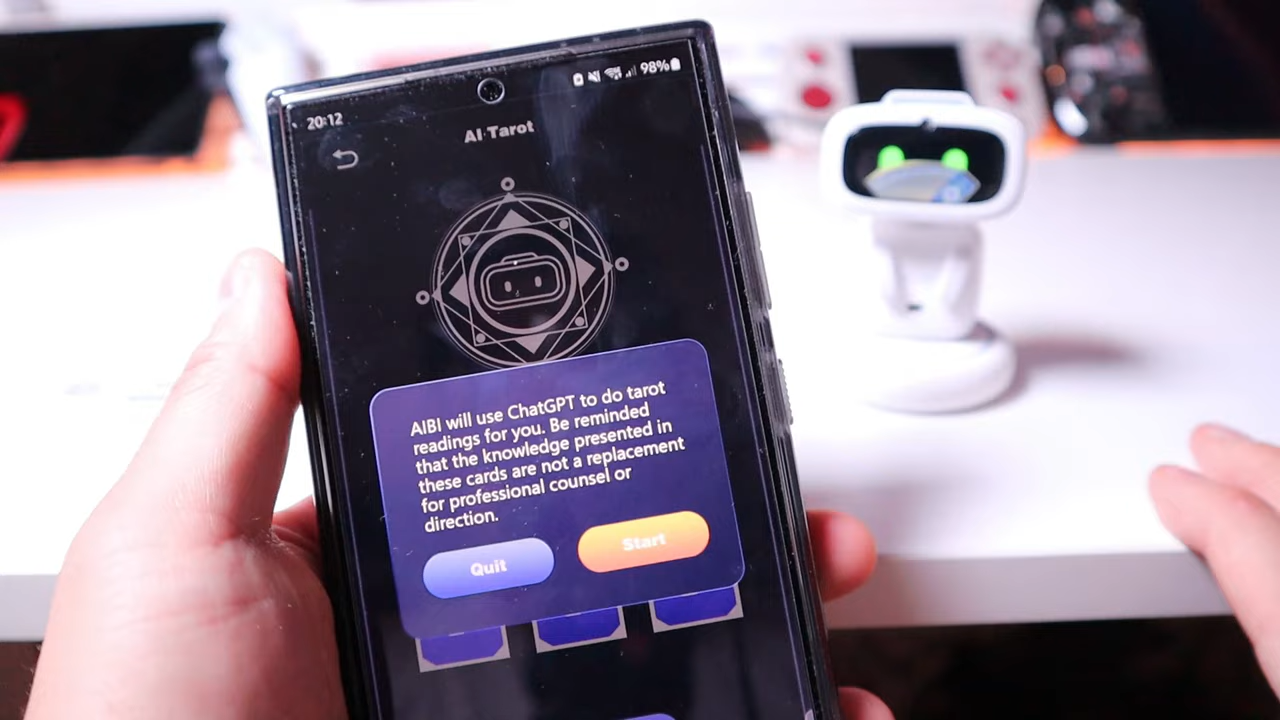 20:12
98%
AI Tarot
AIBI will use ChatGPT to do tarot
readings for you. Be reminded
that the knowledge presented in
these cards are not a replacement
for professional counsel or
direction.
Quit
Start